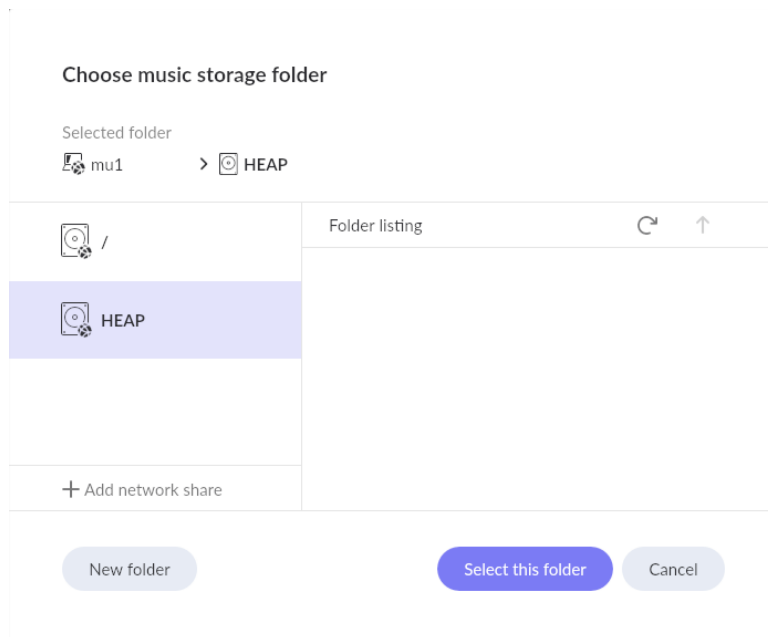 Choose music storage folder
Selected folder
mu1 > HEAP
/
Folder listing
HEAP
+ Add network share
New folder
Select this folder
Cancel